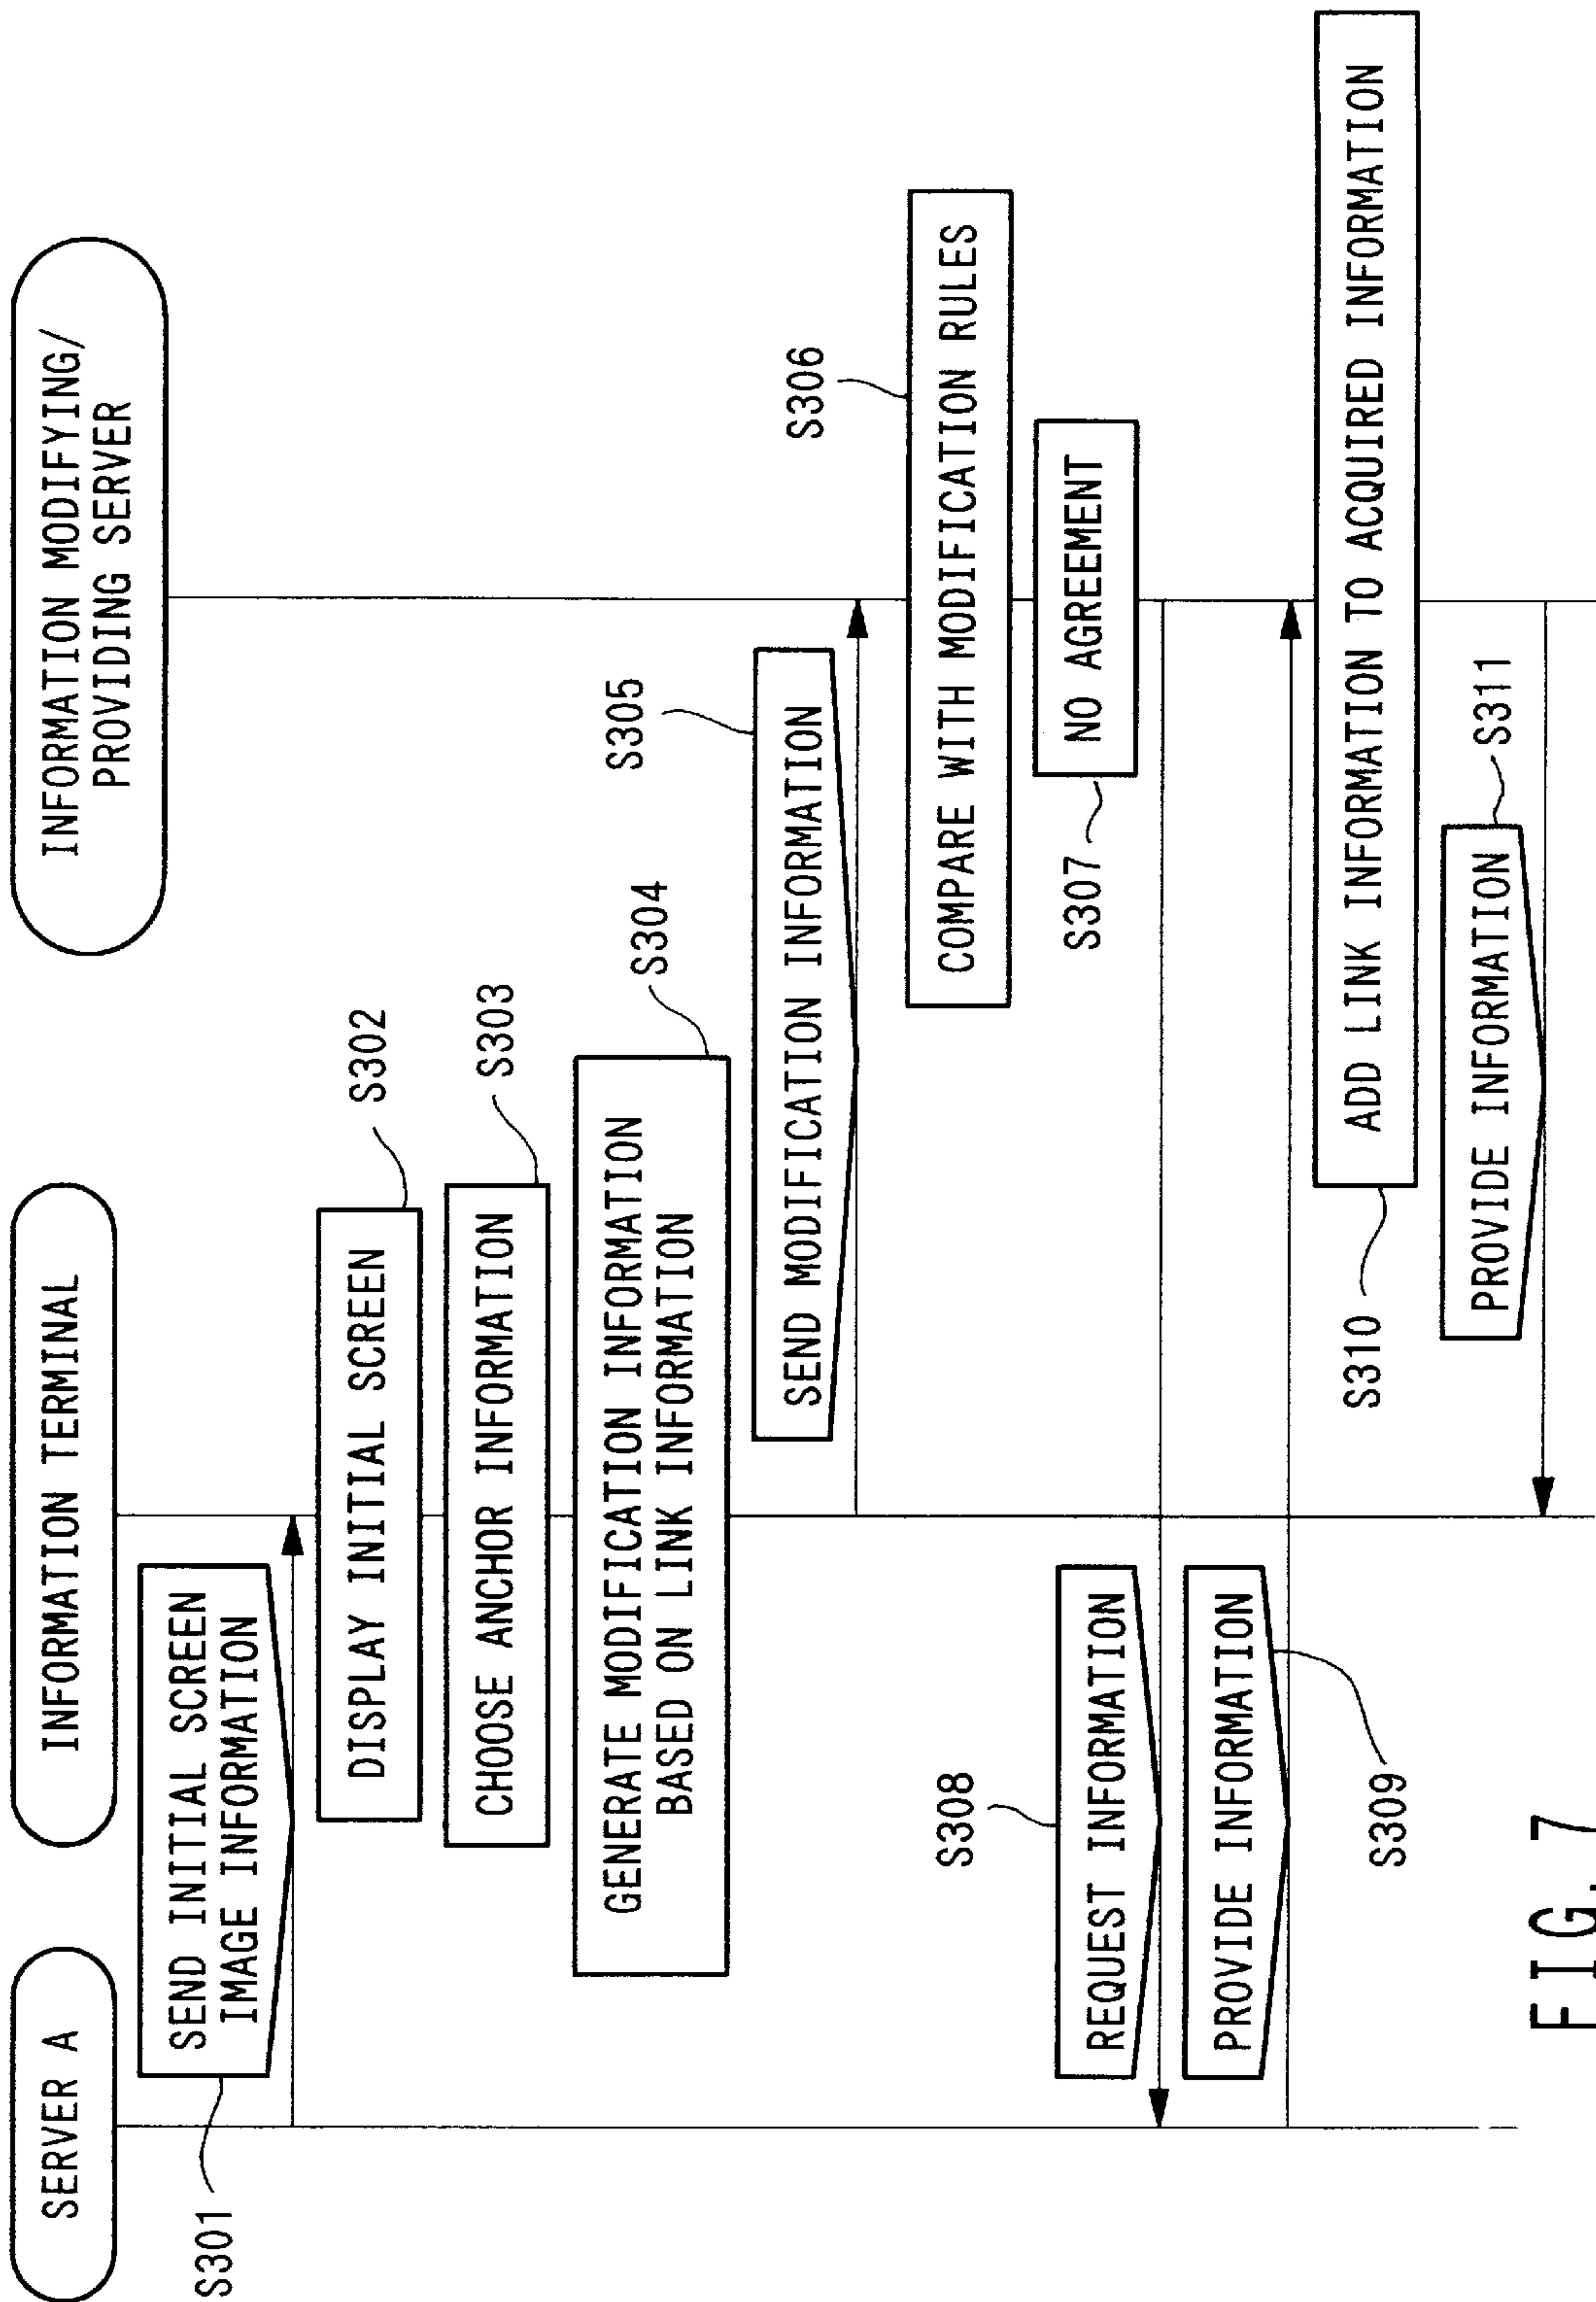 SERVER A
INFORMATION TERMINAL
INFORMATION MODIFYING/
PROVIDING SERVER
S301
SEND INITIAL SCREEN
IMAGE INFORMATION
DISPLAY INITIAL SCREEN
S302
CHOOSE ANCHOR INFORMATION
S303
GENERATE MODIFICATION INFORMATION
BASED ON LINK INFORMATION
S304
SEND MODIFICATION INFORMATION
S305
COMPARE WITH MODIFICATION RULES
S306
NO AGREEMENT
S307
S308
REQUEST INFORMATION
PROVIDE INFORMATION
S309
ADD LINK INFORMATION TO ACQUIRED INFORMATION
S310
PROVIDE INFORMATION
S311
FIG. 7